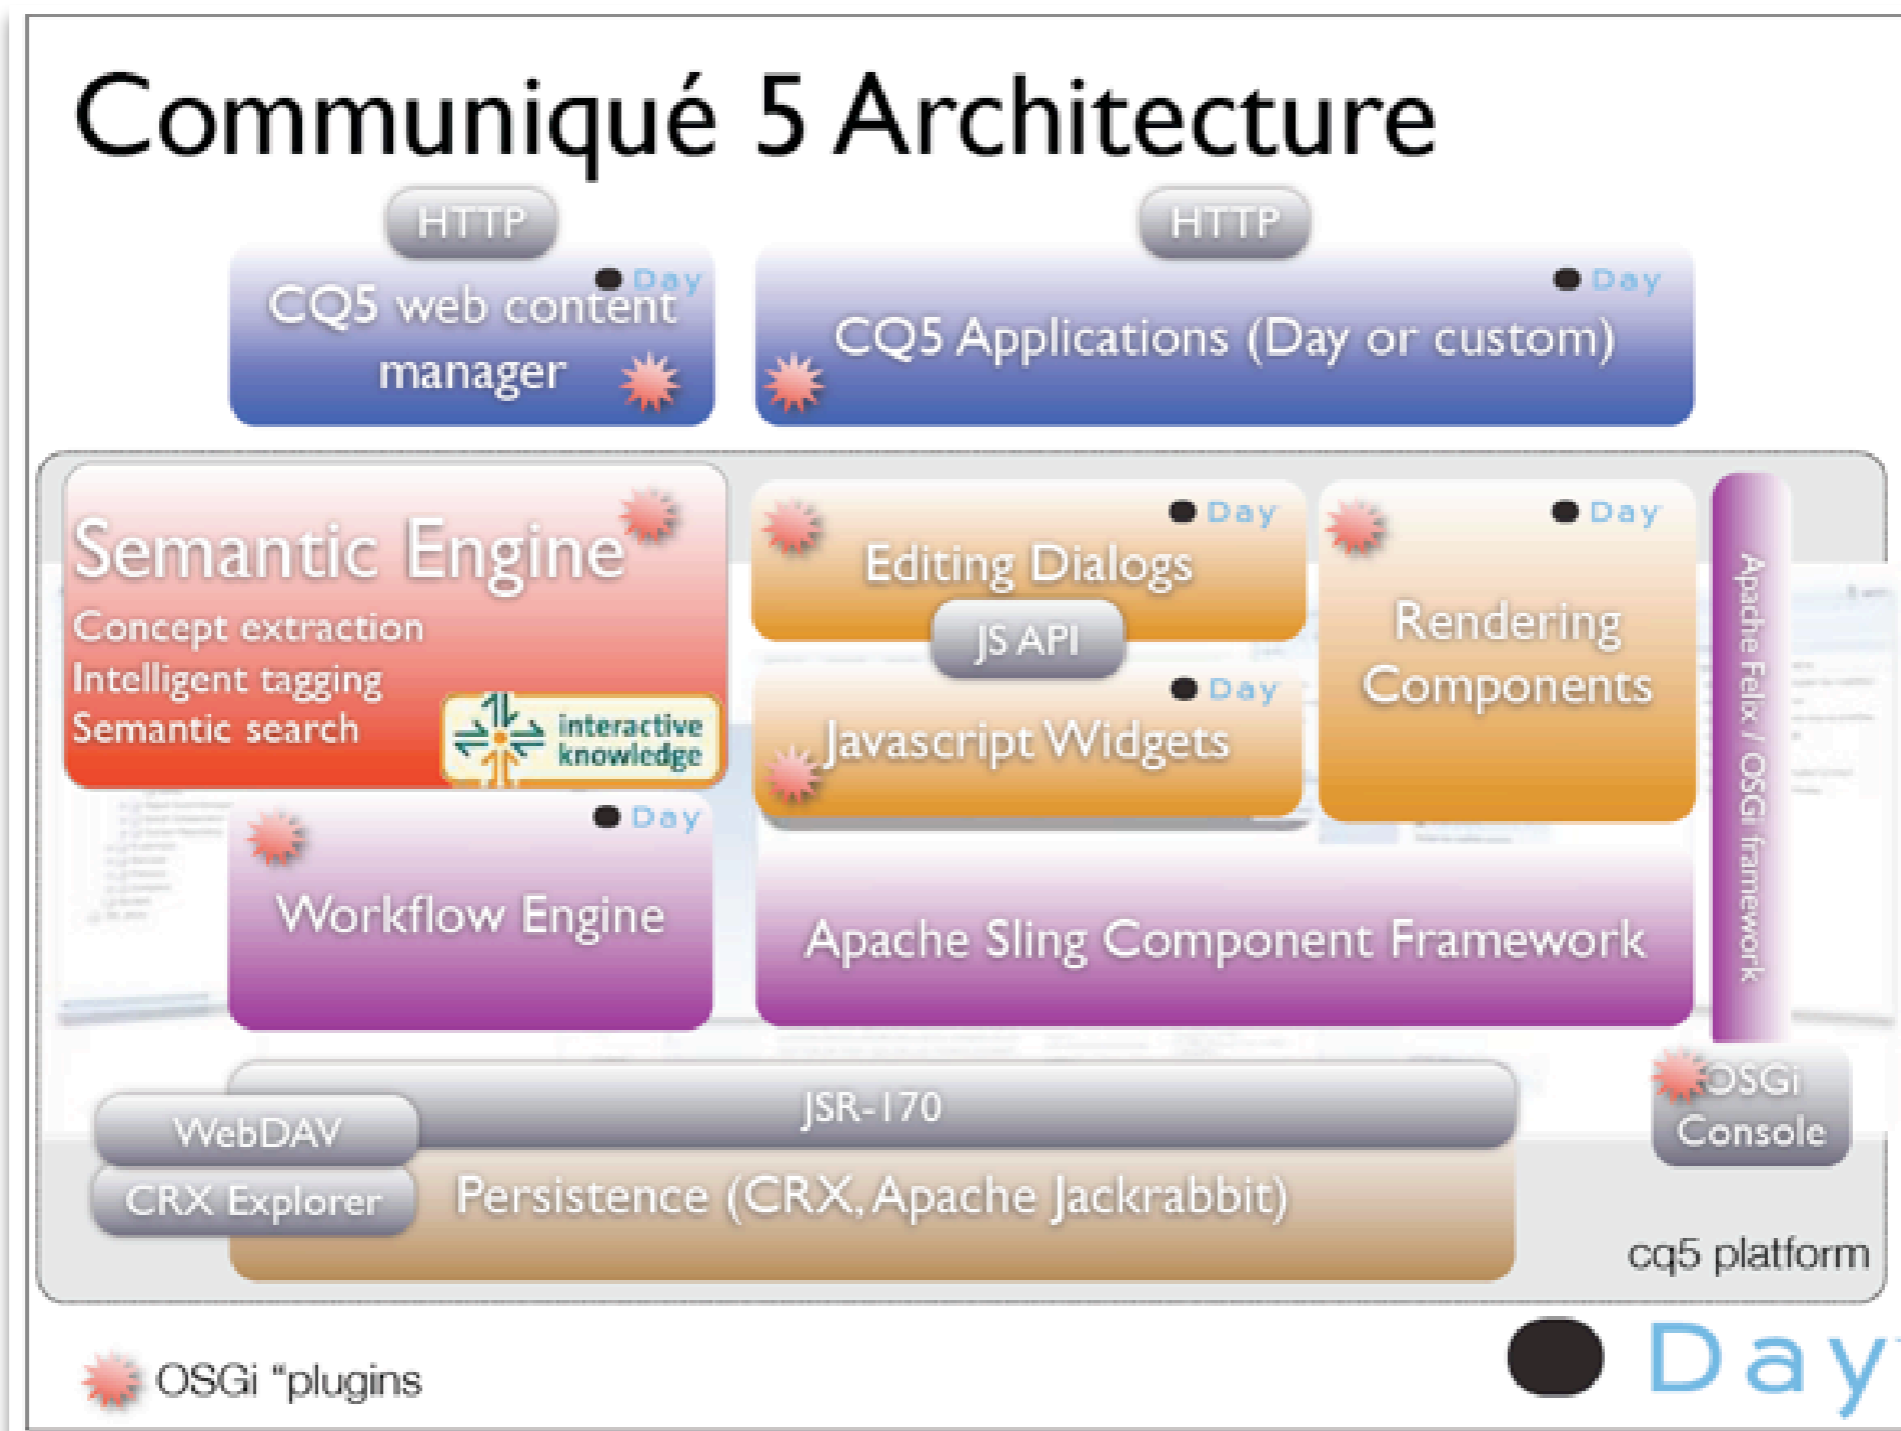 Communiqué 5 Architecture
HTTP
HTTP
Day
CQ5 web content
manager
Day
CQ5 Applications (Day or custom)
Semantic Engine
Concept extraction
Intelligent tagging
Semantic search
interactive
knowledge
Day
Editing Dialogs
JS API
Day
Javascript Widgets
Day
Rendering
Components
Apache Felix / OSGi framework
Day
Workflow Engine
Apache Sling Component Framework
JSR-170
WebDAV
CRX Explorer
Persistence (CRX, Apache Jackrabbit)
OSGi
Console
cq5 platform
OSGi "plugins
Day